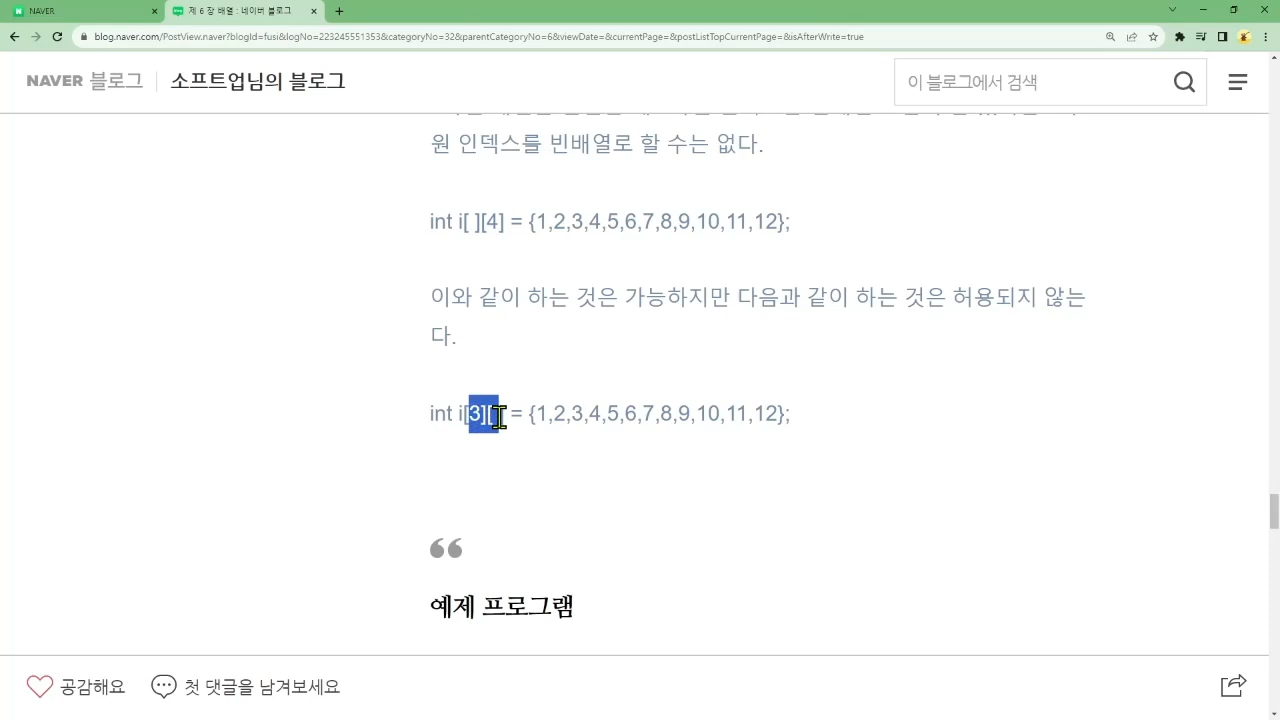 NAVER
제 6 장 배열 : 네이버 블로그
blog.naver.com/PostView.naver?blogId=fusi&logNo=223245551353&categoryNo=32&parentCategoryNo=6&viewDate=&currentPage=&postListTopCurrentPage=&isAfterWrite=true
NAVER 블로그
소프트업님의 블로그
이 블로그에서 검색
원 인덱스를 빈배열로 할 수는 없다.
int i[ ][4] = {1,2,3,4,5,6,7,8,9,10,11,12};
이와 같이 하는 것은 가능하지만 다음과 같이 하는 것은 허용되지 않는
다.
int i[3][ ] = {1,2,3,4,5,6,7,8,9,10,11,12};
예제 프로그램
공감해요
첫 댓글을 남겨보세요